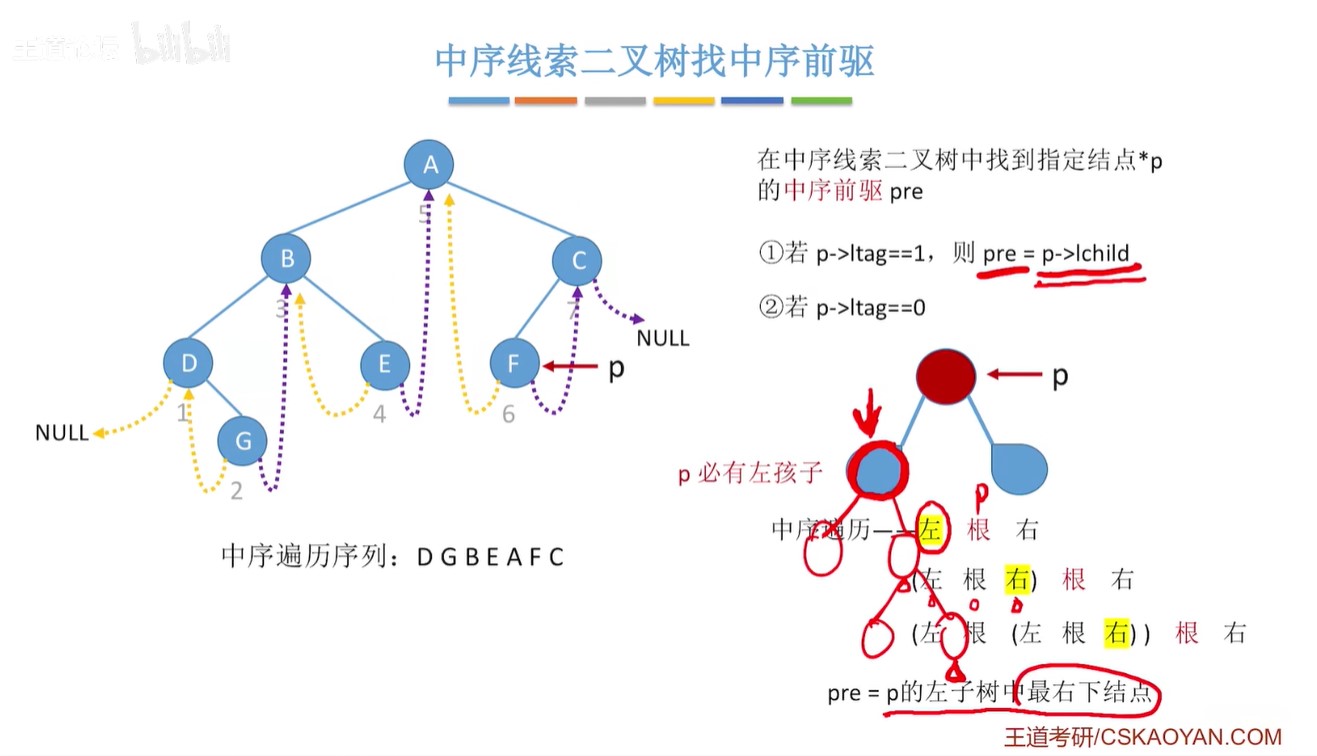 王道论坛 bilibili
中序线索二叉树找中序前驱
A
5
B
C
3
7
NULL
D
E
F
p
1
4
6
NULL
G
2
中序遍历序列：D G B E A F C
在中序线索二叉树中找到指定结点*p
的中序前驱 pre
①若 p->ltag==1，则 pre = p->lchild
②若 p->ltag==0
p
p 必有左孩子
p
中序遍历——左 根 右
(左 根 右) 根 右
(左 根 (左 根 右) ) 根 右
pre = p的左子树中最右下结点
王道考研/CSKAOYAN.COM